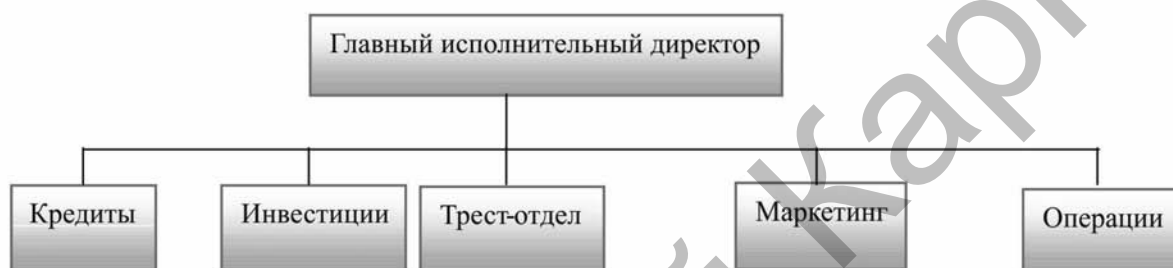 Главный исполнительный директор
Кредиты
Инвестиции
Трест-отдел
Маркетинг
Операции